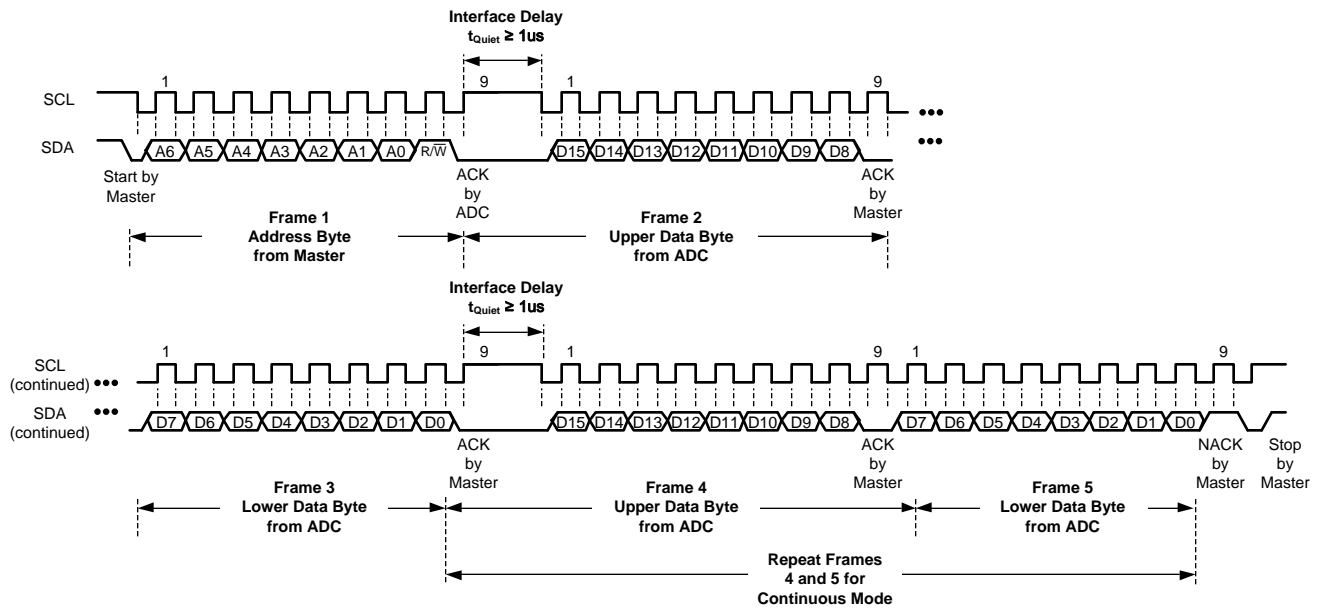 Interface Delay
tQuiet ≥ 1us
1 9 1 9
SCL
•••
SDA A6 A5 A4 A3 A2 A1 A0 R/W D15 D14 D13 D12 D11 D10 D9 D8
•••
Start by
Master
ACK
by
ADC
ACK
by
Master
Frame 1
Address Byte
from Master
Frame 2
Upper Data Byte
from ADC
Interface Delay
tQuiet ≥ 1us
1 9 1 9 1 9
SCL
(continued) •••
SDA •••
(continued)
D7 D6 D5 D4 D3 D2 D1 D0 D15 D14 D13 D12 D11 D10 D9 D8 D7 D6 D5 D4 D3 D2 D1 D0
ACK
by
Master
ACK
by
Master
NACK
by
Master
Stop
by
Master
Frame 3
Lower Data Byte
from ADC
Frame 4
Upper Data Byte
from ADC
Frame 5
Lower Data Byte
from ADC
Repeat Frames
4 and 5 for
Continuous Mode